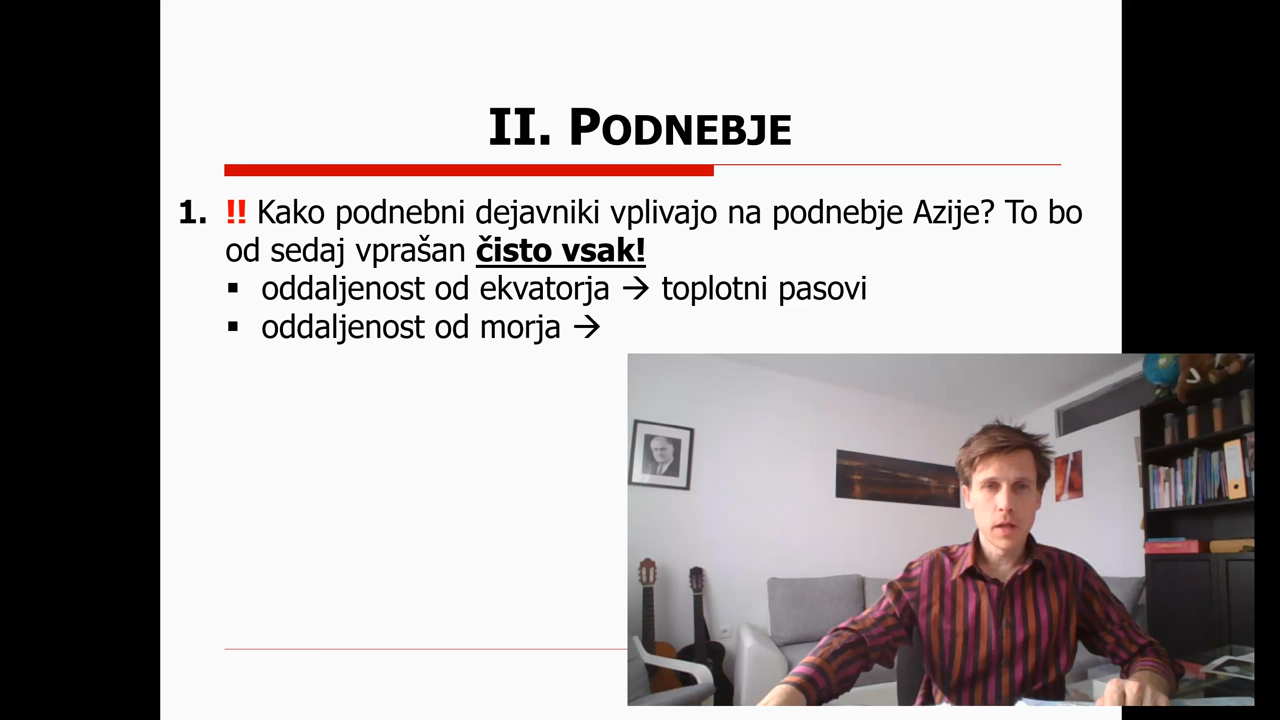 II. PODNEBJE
1. !! Kako podnebni dejavniki vplivajo na podnebje Azije? To bo
od sedaj vprašan čisto vsak!
▪ oddaljenost od ekvatorja → toplotni pasovi
▪ oddaljenost od morja →